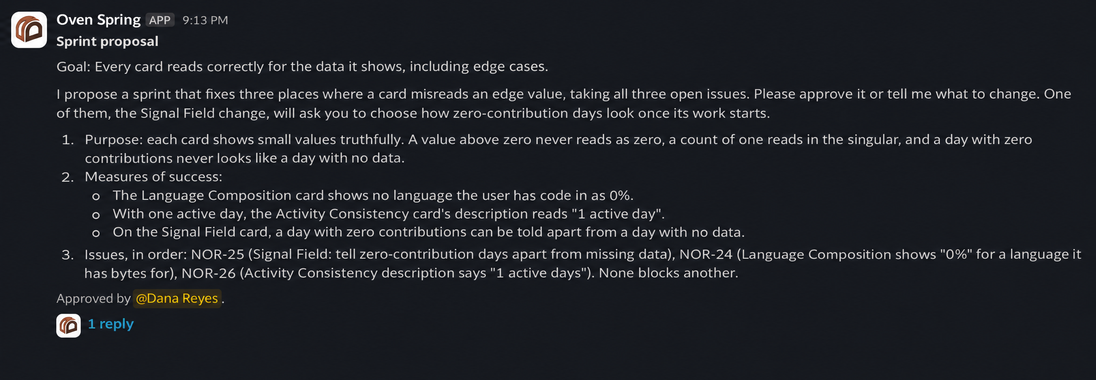 Oven Spring APP 9:13 PM
Sprint proposal
Goal: Every card reads correctly for the data it shows, including edge cases.
I propose a sprint that fixes three places where a card misreads an edge value, taking all three open issues. Please approve it or tell me what to change. One
of them, the Signal Field change, will ask you to choose how zero-contribution days look once its work starts.
1. Purpose: each card shows small values truthfully. A value above zero never reads as zero, a count of one reads in the singular, and a day with zero
contributions never looks like a day with no data.
2. Measures of success:
o The Language Composition card shows no language the user has code in as 0%.
o With one active day, the Activity Consistency card's description reads "1 active day".
o On the Signal Field card, a day with zero contributions can be told apart from a day with no data.
3. Issues, in order: NOR-25 (Signal Field: tell zero-contribution days apart from missing data), NOR-24 (Language Composition shows "0%" for a language it
has bytes for), NOR-26 (Activity Consistency description says "1 active days"). None blocks another.
Approved by @Dana Reyes.
1 reply